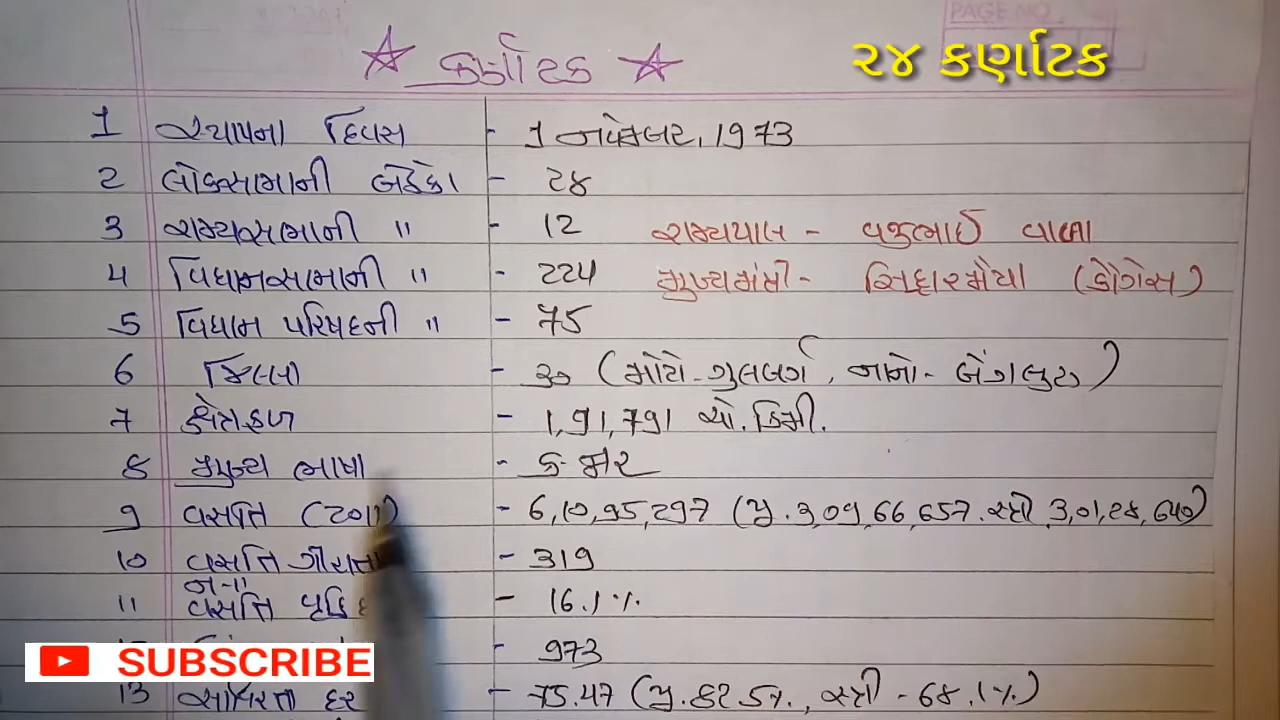 PAGE NO.
કર્ણાટક
૨૪ કર્ણાટક
1 સ્થાપના દિવસ - 1 નવેમ્બર, 1973
2 લોકસભાની બેઠકો - 28
3 રાજ્યસભાની " - 12 રાજ્યપાલ - વજુભાઈ વાળા
4 વિધાનસભાની " - 224 મુખ્યમંત્રી - સિદ્ધારમૈયા (કોંગ્રેસ)
5 વિધાન પરિષદની " - 75
6 જિલ્લા - 30 (મોટો - ગુલબર્ગ, નાનો - બેંગલુરુ)
7 ક્ષેત્રફળ - 1,91,791 ચો.કિમી.
8 મુખ્ય ભાષા - કન્નડ
9 વસતિ (2011) - 6,10,95,297 (પુ.3,09,66,657. સ્ત્રી 3,01,28,640)
10 વસતિ ગીચતા - 319
11 વસતિ વૃદ્ધિ - 16.1%
- 973
13 સાક્ષરતા દર - 75.47 (પુ. 82.5%, સ્ત્રી - 68.1%)
SUBSCRIBE